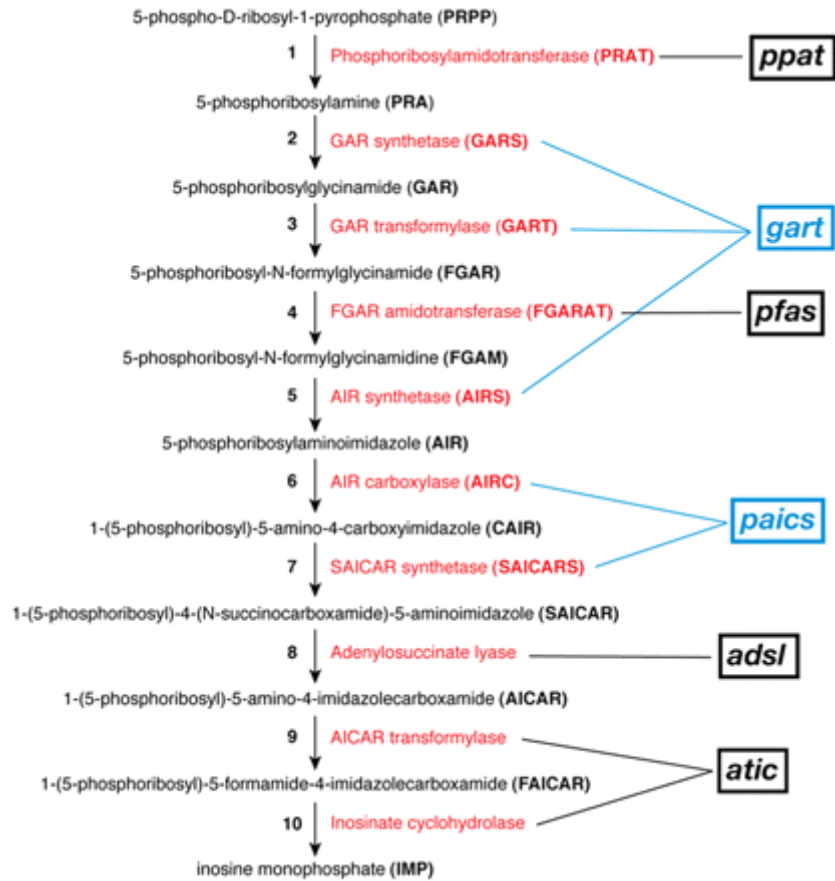 5-phospho-D-ribosyl-1-pyrophosphate (PRPP)
1 Phosphoribosylamidotransferase (PRAT) ppat
5-phosphoribosylamine (PRA)
2 GAR synthetase (GARS)
5-phosphoribosylglycinamide (GAR)
3 GAR transformylase (GART) gart
5-phosphoribosyl-N-formylglycinamide (FGAR)
4 FGAR amidotransferase (FGARAT) pfas
5-phosphoribosyl-N-formylglycinamidine (FGAM)
5 AIR synthetase (AIRS)
5-phosphoribosylaminoimidazole (AIR)
6 AIR carboxylase (AIRC)
paics
1-(5-phosphoribosyl)-5-amino-4-carboxyimidazole (CAIR)
7 SAICAR synthetase (SAICARS)
1-(5-phosphoribosyl)-4-(N-succinocarboxamide)-5-aminoimidazole (SAICAR)
8 Adenylosuccinate lyase adsl
1-(5-phosphoribosyl)-5-amino-4-imidazolecarboxamide (AICAR)
9 AICAR transformylase
atic
1-(5-phosphoribosyl)-5-formamide-4-imidazolecarboxamide (FAICAR)
10 Inosinate cyclohydrolase
inosine monophosphate (IMP)